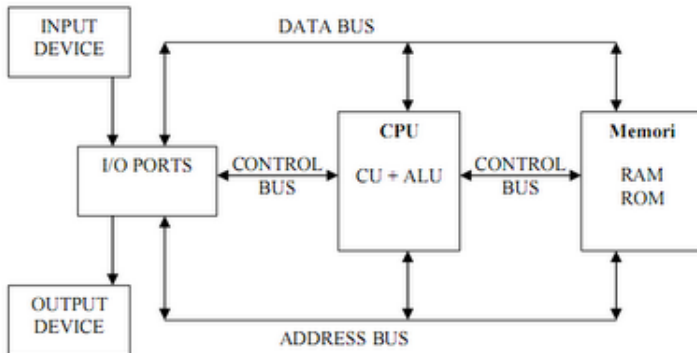 INPUT
DEVICE
DATA BUS
I/O PORTS
CONTROL
BUS
CPU
CU + ALU
CONTROL
BUS
Memori
RAM
ROM
OUTPUT
DEVICE
ADDRESS BUS